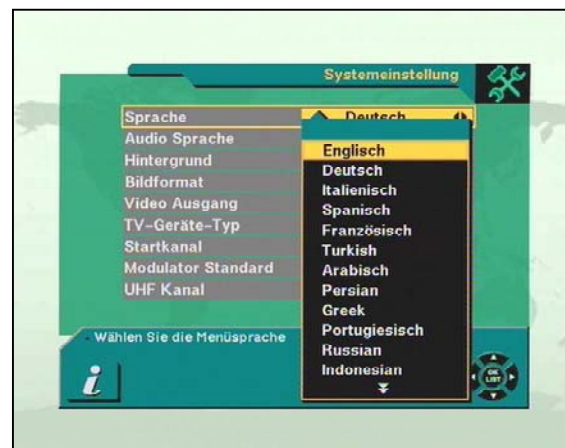 Systemeinstellung
Sprache
Deutsch
Audio Sprache
Hintergrund
Bildformat
Video Ausgang
TV-Geräte-Typ
Startkanal
Modulator Standard
UHF Kanal
Englisch
Deutsch
Italienisch
Spanisch
Französisch
Turkish
Arabisch
Persian
Greek
Portugiesisch
Russian
Indonesian
Wählen Sie die Menüsprache
i
OK
LIST